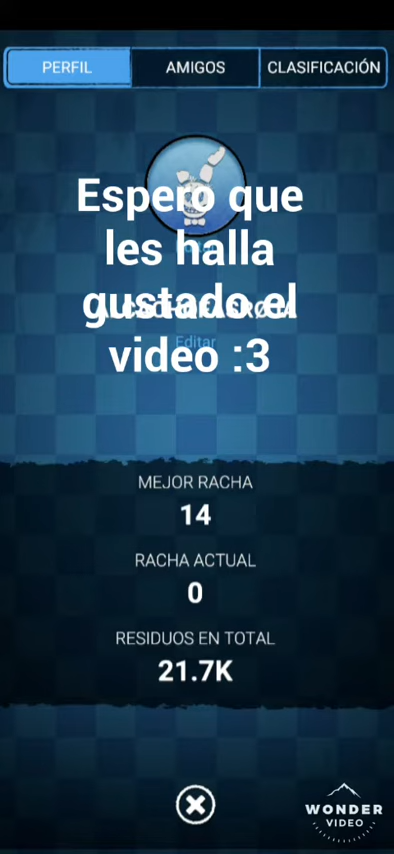 PERFIL AMIGOS CLASIFICACIÓN
Espero que
les halla
gustado el
Editar
video :3
MEJOR RACHA
14
RACHA ACTUAL
0
RESIDUOS EN TOTAL
21.7K
WONDER
VIDEO